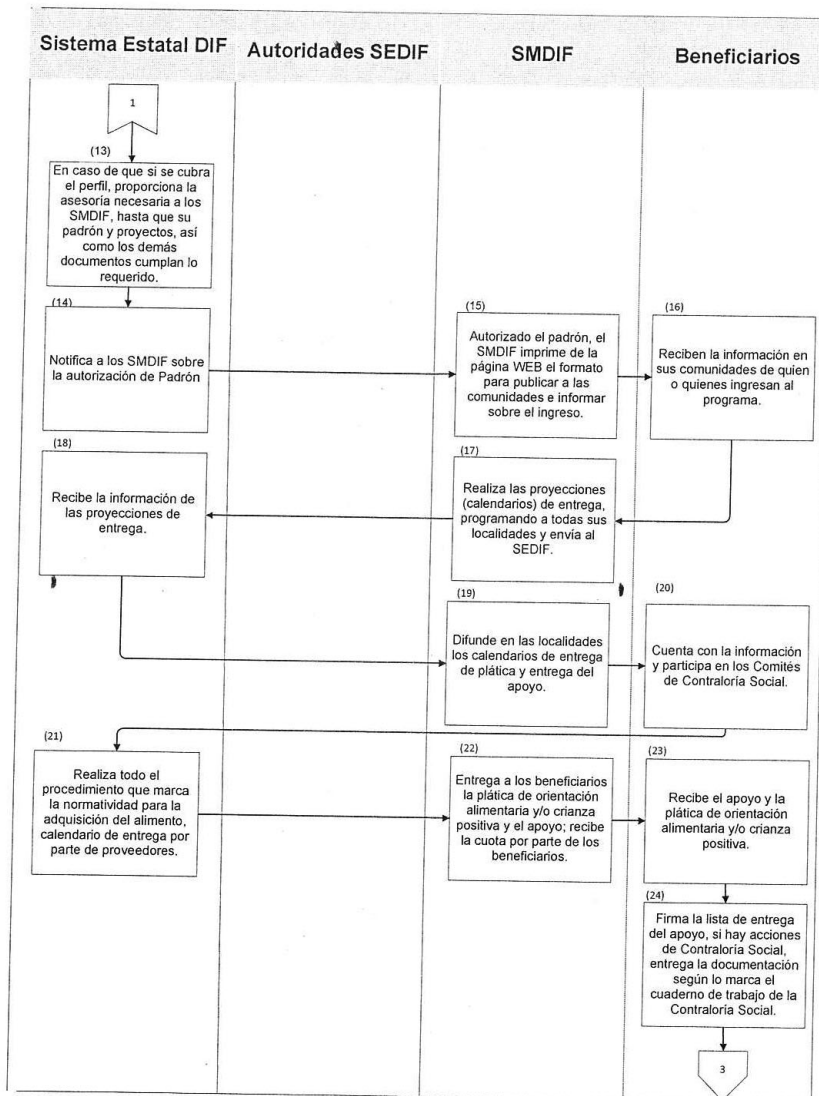 Sistema Estatal DIF
Autoridades SEDIF
SMDIF
Beneficiarios
1
(13)
En caso de que si se cubra
el perfil, proporciona la
asesoría necesaria a los
SMDIF, hasta que su
padrón y proyectos, así
como los demás
documentos cumplan lo
requerido.
(14)
Notifica a los SMDIF sobre
la autorización de Padrón
(15)
Autorizado el padrón, el
SMDIF imprime de la
página WEB el formato
para publicar a las
comunidades e informar
sobre el ingreso.
(16)
Reciben la información en
sus comunidades de quien
o quienes ingresan al
programa.
(17)
Realiza las proyecciones
(calendarios) de entrega,
programando a todas sus
localidades y envía al
SEDIF.
(18)
Recibe la información de
las proyecciones de
entrega.
(19)
Difunde en las localidades
los calendarios de entrega
de plática y entrega del
apoyo.
(20)
Cuenta con la información
y participa en los Comités
de Contraloría Social.
(21)
Realiza todo el
procedimiento que marca
la normatividad para la
adquisición del alimento,
calendario de entrega por
parte de proveedores.
(22)
Entrega a los beneficiarios
la plática de orientación
alimentaria y/o crianza
positiva y el apoyo; recibe
la cuota por parte de los
beneficiarios.
(23)
Recibe el apoyo y la
plática de orientación
alimentaria y/o crianza
positiva.
(24)
Firma la lista de entrega
del apoyo, si hay acciones
de Contraloría Social,
entrega la documentación
según lo marca el
cuaderno de trabajo de la
Contraloría Social.
3